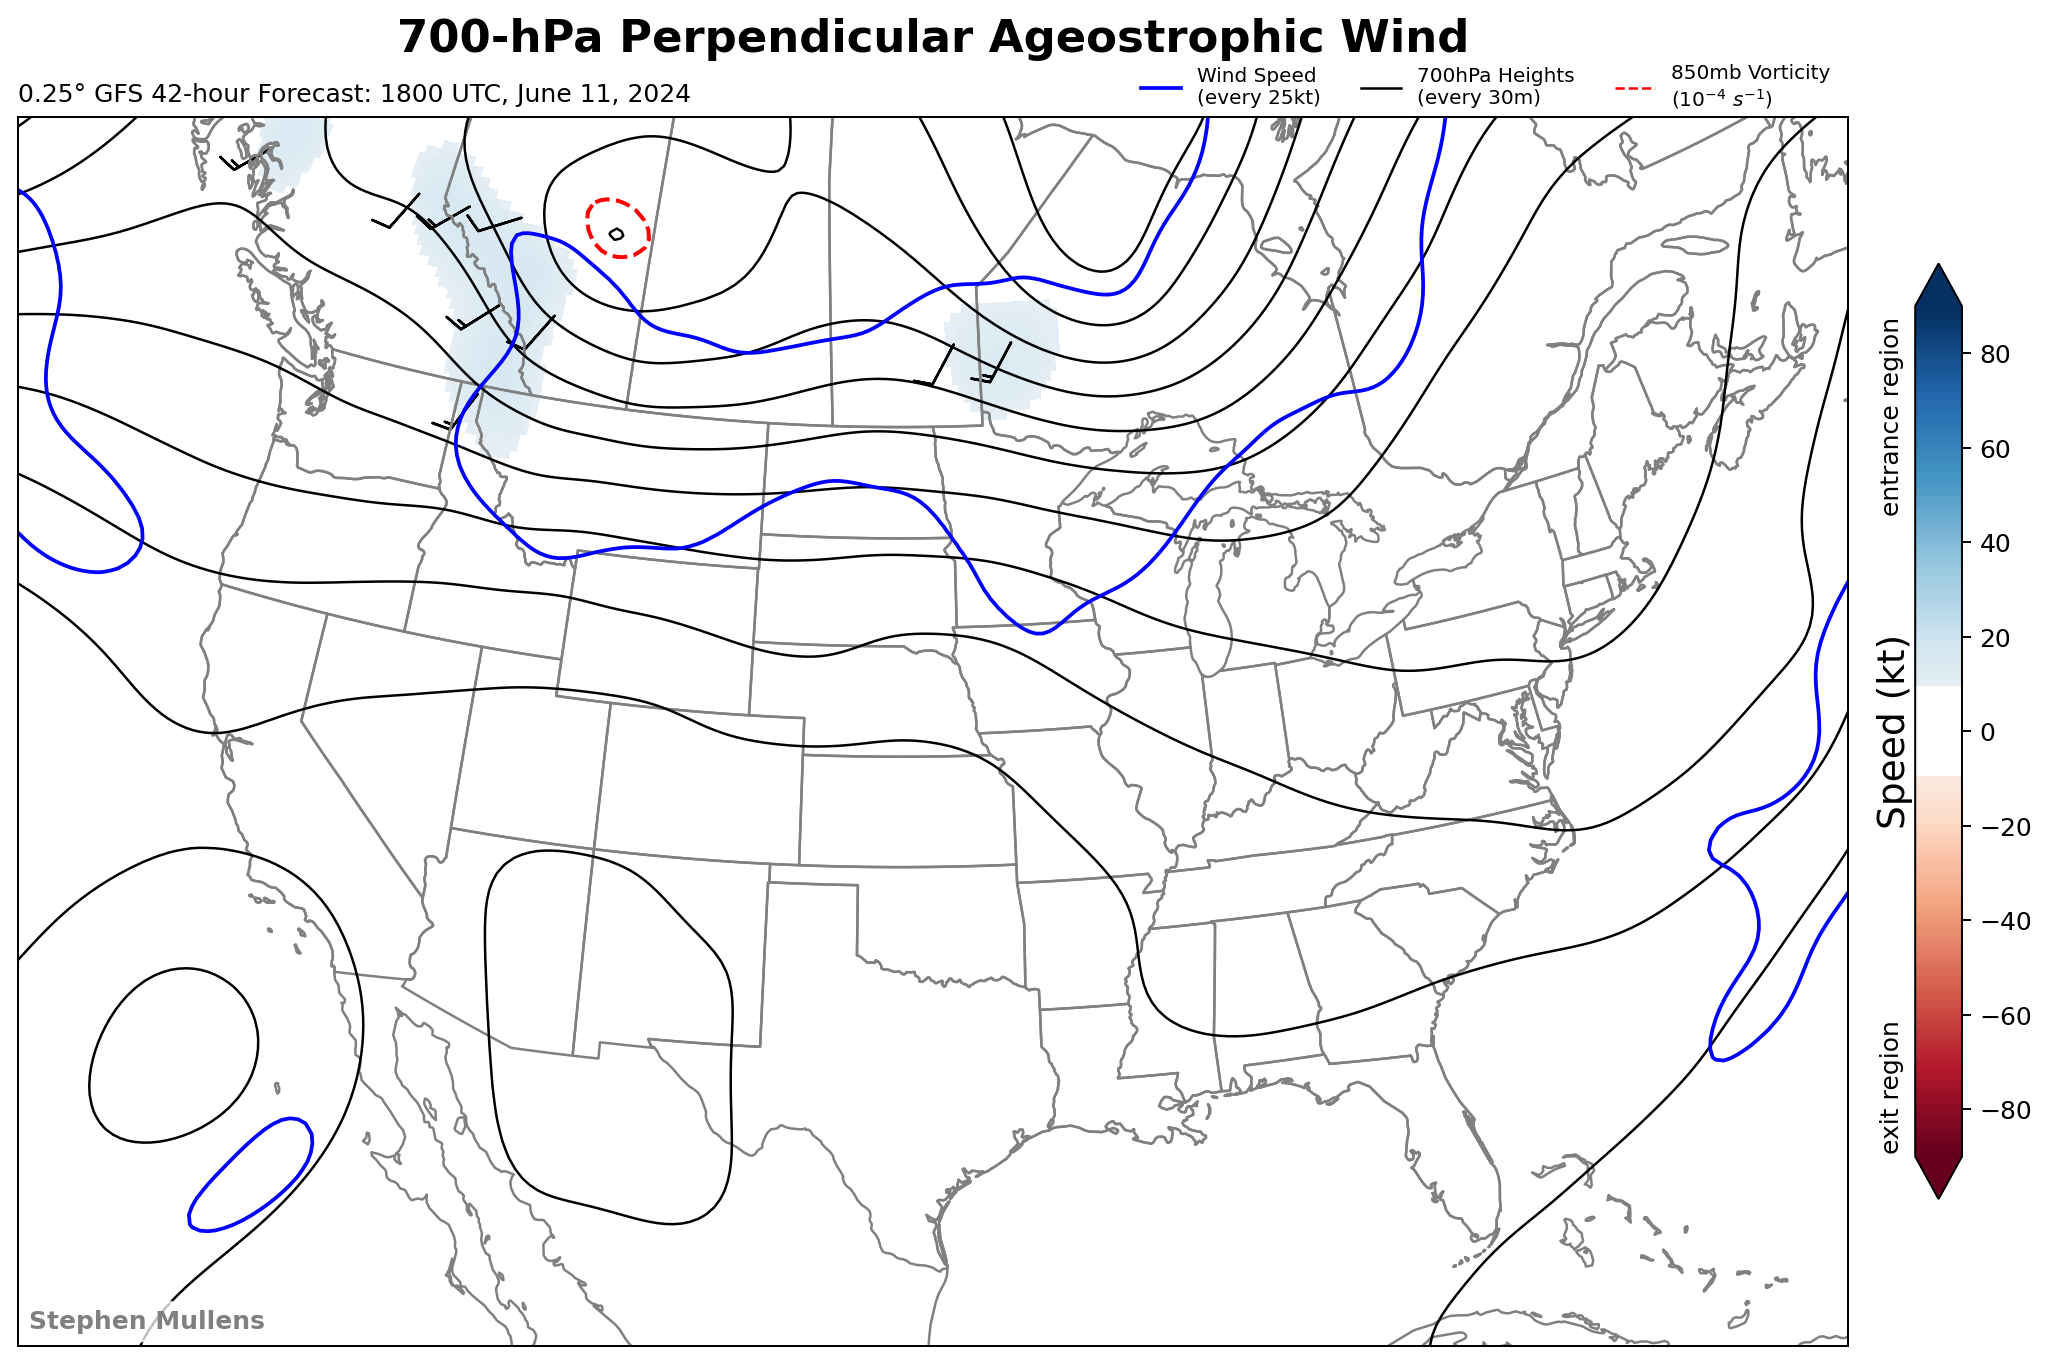 700-hPa Perpendicular Ageostrophic Wind
0.25° GFS 42-hour Forecast: 1800 UTC, June 11, 2024
Wind Speed
(every 25kt)
700hPa Heights
(every 30m)
850mb Vorticity
(10⁻⁴ s⁻¹)
entrance region
Speed (kt)
exit region
80
60
40
20
0
−20
−40
−60
−80
Stephen Mullens